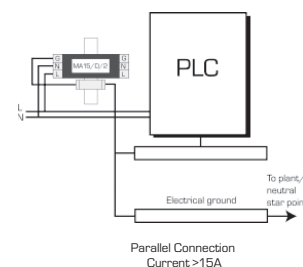 PLC
G
N
L
MA15/D/2
G
N
L
L
N
To plant/
neutral
star point
Electrical ground
Parallel Connection
Current >15A